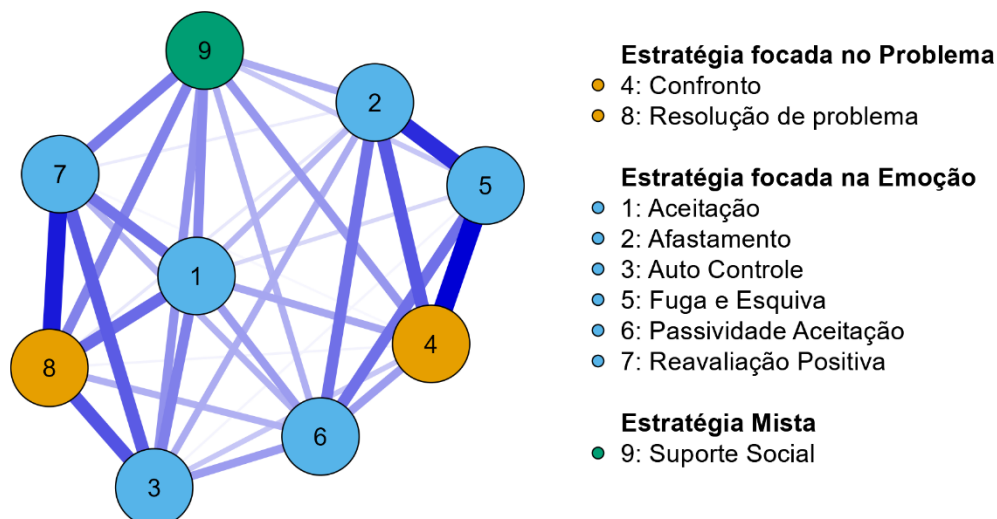 9
2
7
5
1
4
8
6
3
Estratégia focada no Problema
4: Confronto
8: Resolução de problema
Estratégia focada na Emoção
1: Aceitação
2: Afastamento
3: Auto Controle
5: Fuga e Esquiva
6: Passividade Aceitação
7: Reavaliação Positiva
Estratégia Mista
9: Suporte Social